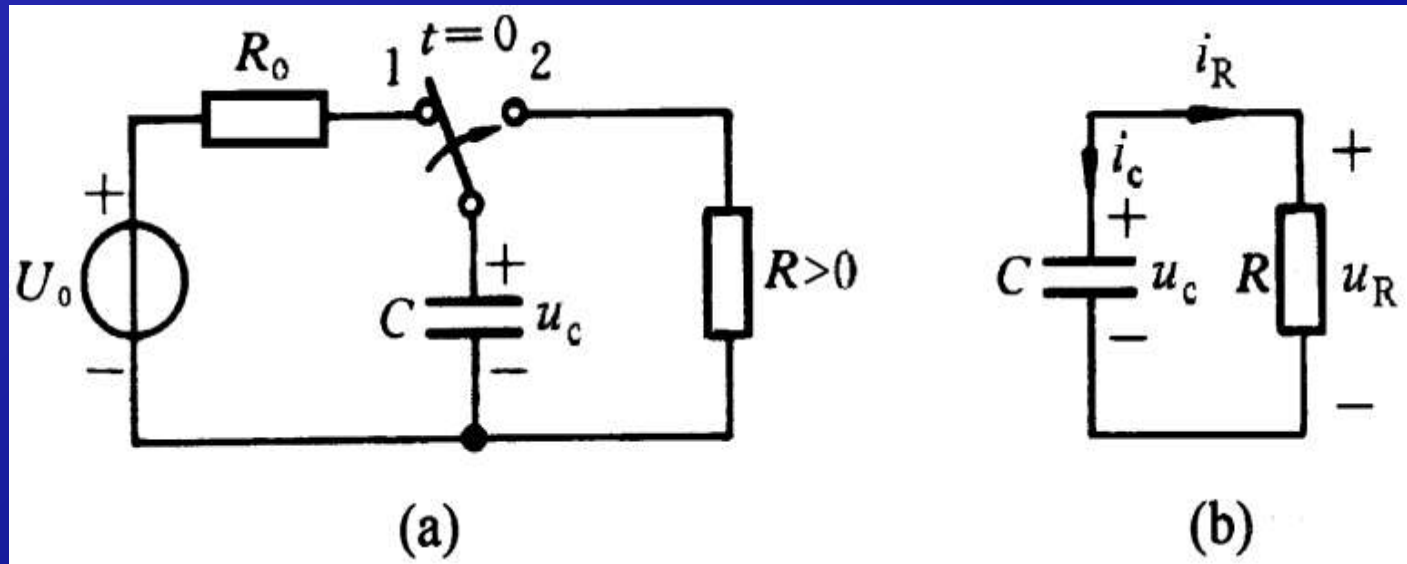 R₀
1 t=0 2
+
U₀
−
+
C u_c
−
R>0
(a)
i_R
i_c
+
+
C u_c R u_R
−
−
(b)